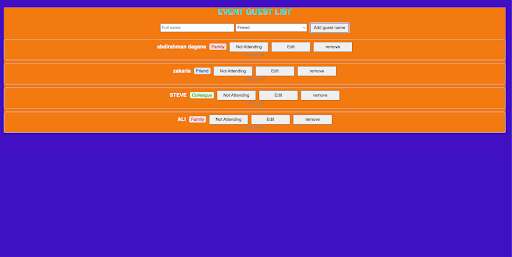 EVENT GUEST LIST
Full name Friend Add guest name
abdirahman dagane Family Not Attending Edit remove
zakaria Friend Not Attending Edit remove
STEVE Colleague Not Attending Edit remove
ALI Family Not Attending Edit remove